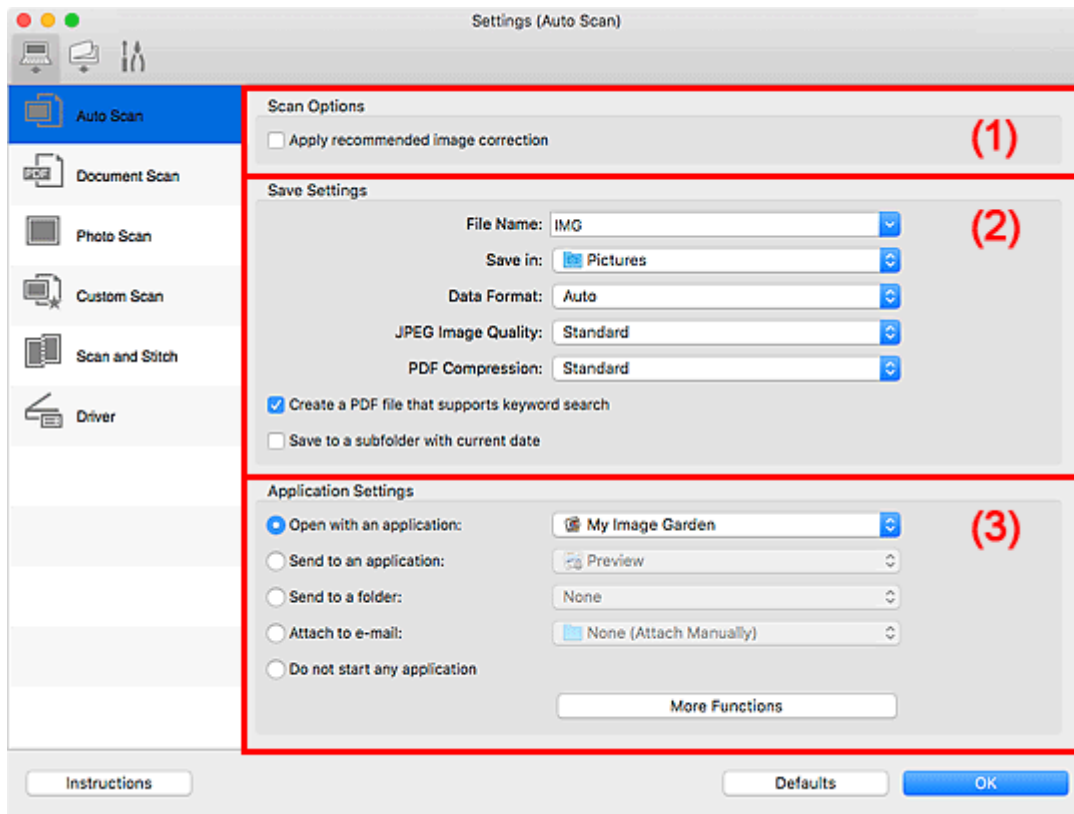 Settings (Auto Scan)
Auto Scan
PDF
Document Scan
Photo Scan
Custom Scan
Scan and Stitch
Driver
Scan Options
Apply recommended image correction
(1)
Save Settings
(2)
File Name: IMG
Save in: Pictures
Data Format: Auto
JPEG Image Quality: Standard
PDF Compression: Standard
Create a PDF file that supports keyword search
Save to a subfolder with current date
Application Settings
(3)
Open with an application: My Image Garden
Send to an application: Preview
Send to a folder: None
Attach to e-mail: None (Attach Manually)
Do not start any application
More Functions
Instructions Defaults OK